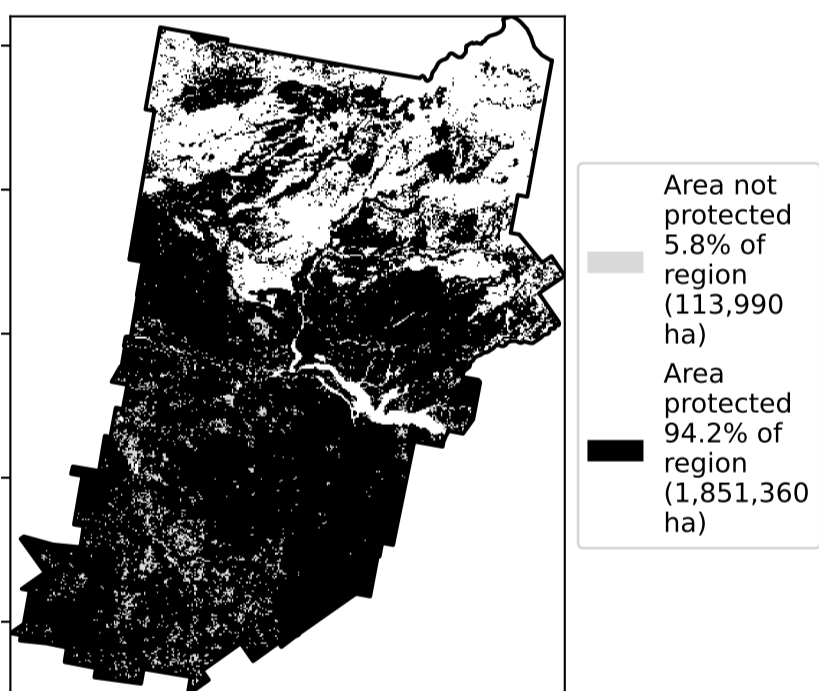 Area not
protected
5.8% of
region
(113,990
ha)
Area
protected
94.2% of
region
(1,851,360
ha)